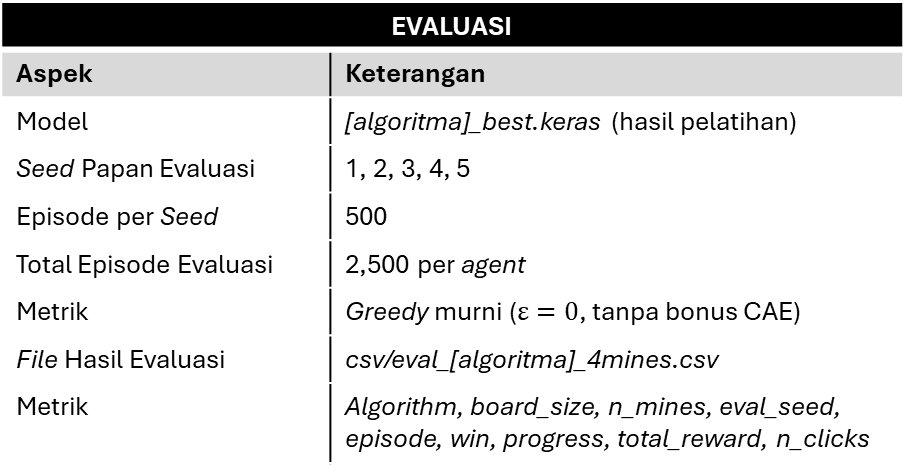 EVALUASI
Aspek Keterangan
Model [algoritma]_best.keras (hasil pelatihan)
Seed Papan Evaluasi 1, 2, 3, 4, 5
Episode per Seed 500
Total Episode Evaluasi 2,500 per agent
Metrik Greedy murni (ε = 0, tanpa bonus CAE)
File Hasil Evaluasi csv/eval_[algoritma]_4mines.csv
Metrik Algorithm, board_size, n_mines, eval_seed,
episode, win, progress, total_reward, n_clicks